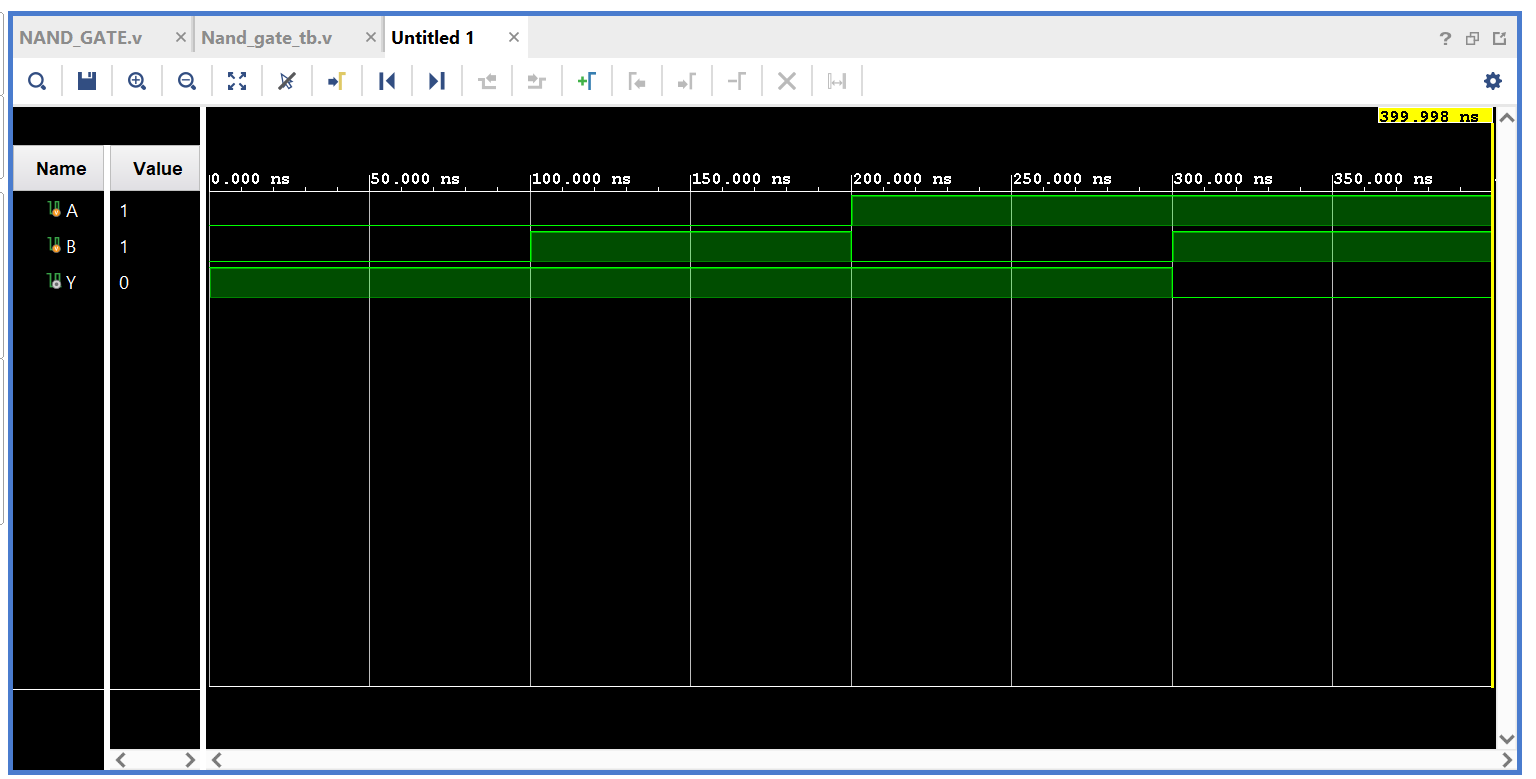 NAND_GATE.v Nand_gate_tb.v Untitled 1
399.998 ns
Name Value
0.000 ns 50.000 ns 100.000 ns 150.000 ns 200.000 ns 250.000 ns 300.000 ns 350.000 ns
A 1
B 1
Y 0